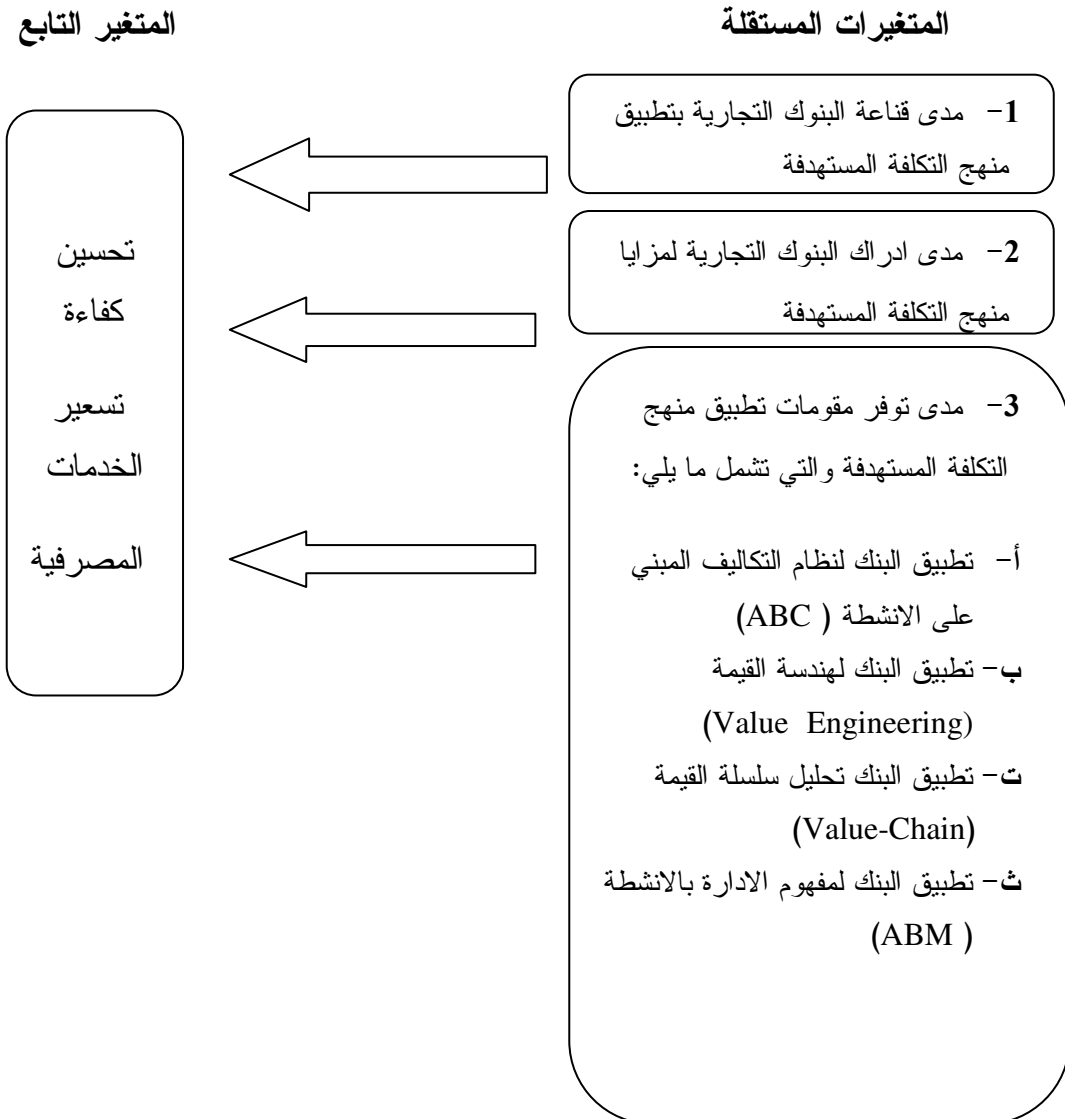 المتغيرات المستقلة
المتغير التابع
1- مدى قناعة البنوك التجارية بتطبيق
منهج التكلفة المستهدفة
2- مدى ادراك البنوك التجارية لمزايا
منهج التكلفة المستهدفة
3- مدى توفر مقومات تطبيق منهج
التكلفة المستهدفة والتي تشمل ما يلي:
أ- تطبيق البنك لنظام التكاليف المبني
على الانشطة ( ABC)
ب- تطبيق البنك لهندسة القيمة
(Value Engineering)
ت- تطبيق البنك تحليل سلسلة القيمة
(Value-Chain)
ث- تطبيق البنك لمفهوم الادارة بالانشطة
(ABM )
تحسين
كفاءة
تسعير
الخدمات
المصرفية